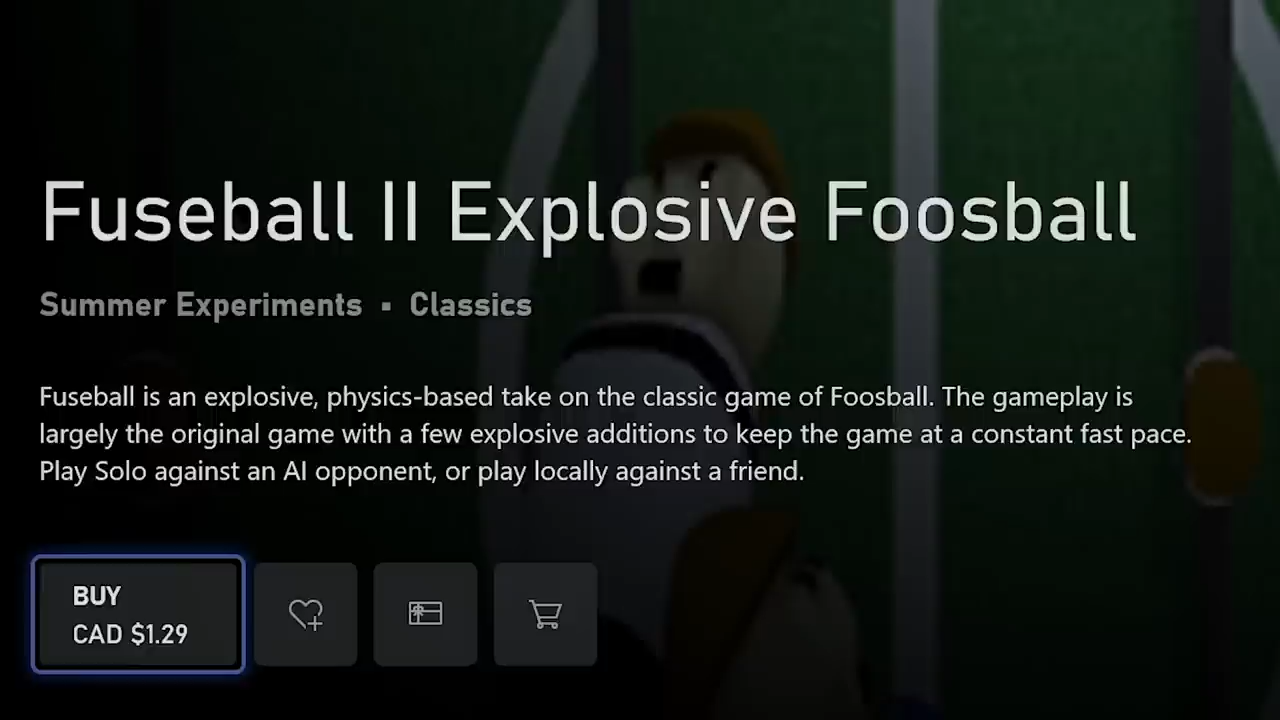 Fuseball II Explosive Foosball
Summer Experiments ▪ Classics
Fuseball is an explosive, physics-based take on the classic game of Foosball. The gameplay is
largely the original game with a few explosive additions to keep the game at a constant fast pace.
Play Solo against an AI opponent, or play locally against a friend.
BUY
CAD $1.29